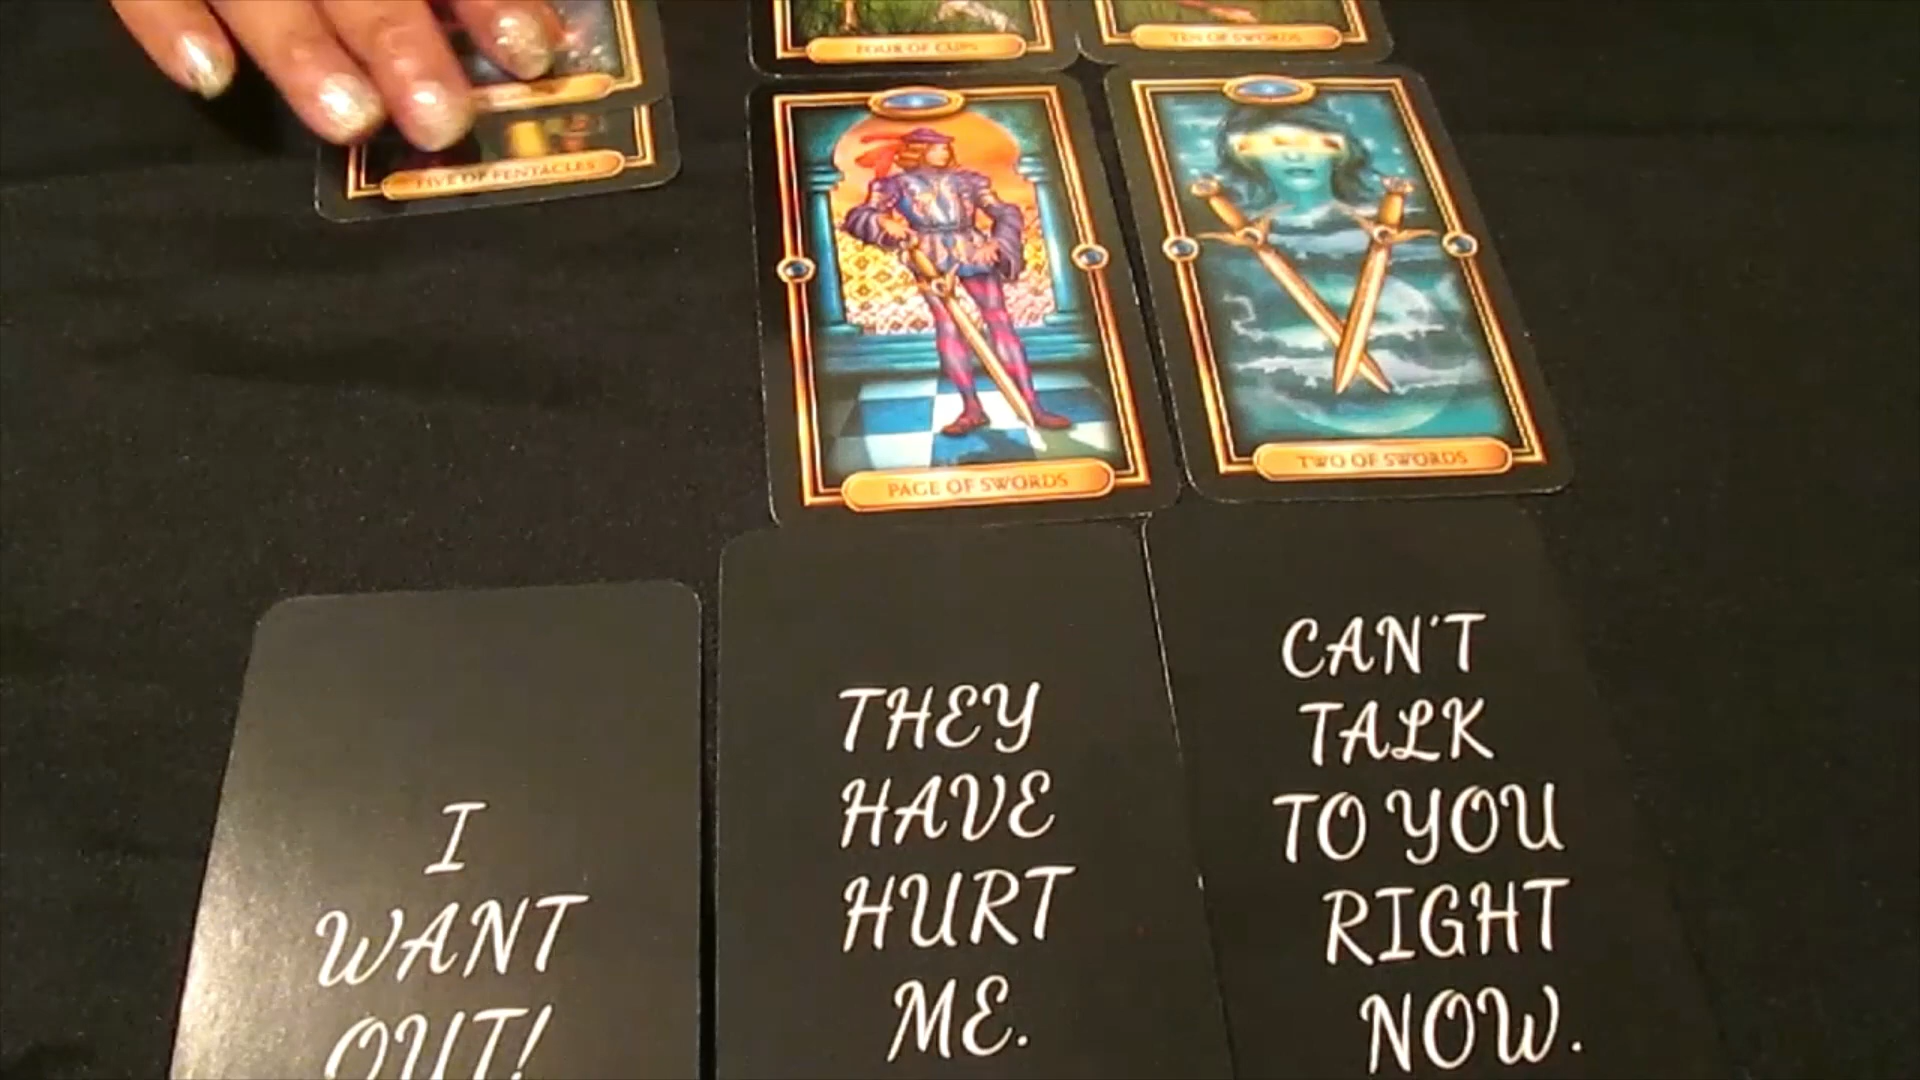 FOUR OF CUPS
TEN OF SWORDS
FIVE OF PENTACLES
PAGE OF SWORDS
TWO OF SWORDS
I
WANT
OUT!
THEY
HAVE
HURT
ME.
CAN'T
TALK
TO YOU
RIGHT
NOW.